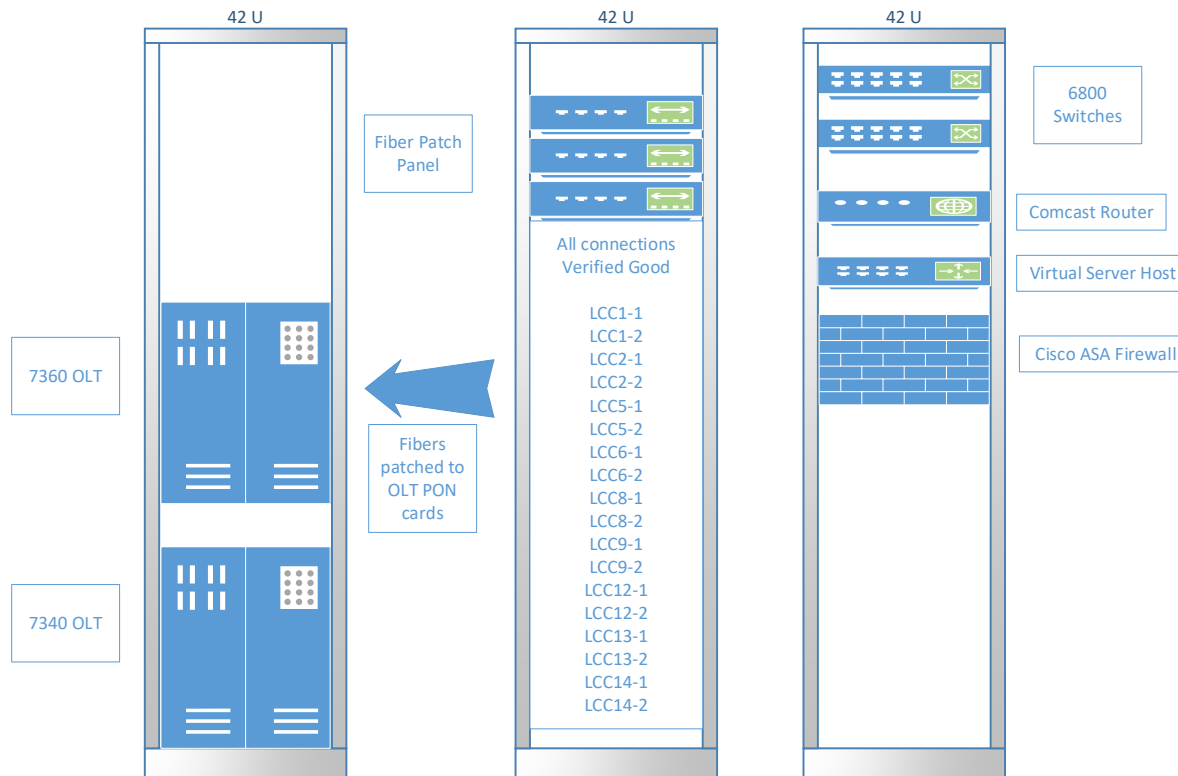 42 U
42 U
42 U
Fiber Patch
Panel
7360 OLT
7340 OLT
Fibers
patched to
OLT PON
cards
All connections
Verified Good
LCC1-1
LCC1-2
LCC2-1
LCC2-2
LCC5-1
LCC5-2
LCC6-1
LCC6-2
LCC8-1
LCC8-2
LCC9-1
LCC9-2
LCC12-1
LCC12-2
LCC13-1
LCC13-2
LCC14-1
LCC14-2
6800
Switches
Comcast Router
Virtual Server Host
Cisco ASA Firewall